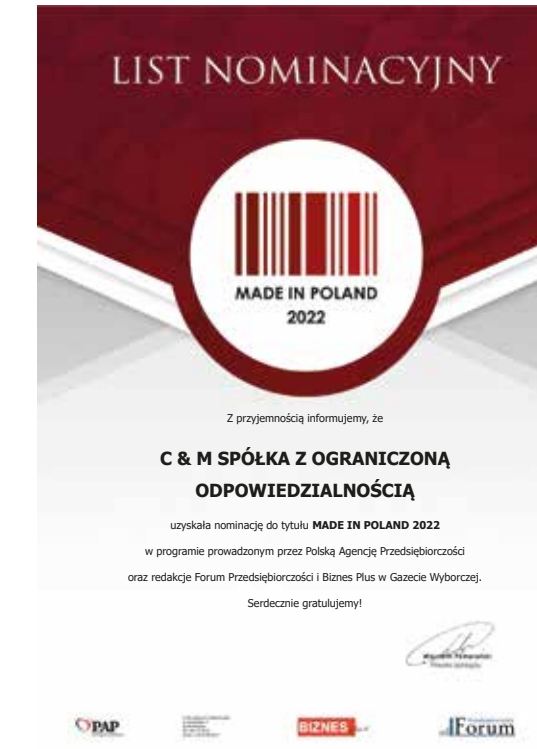 LIST NOMINACYJNY
MADE IN POLAND
2022
Z przyjemnością informujemy, że
C & M SPÓŁKA Z OGRANICZONĄ
ODPOWIEDZIALNOŚCIĄ
uzyskała nominację do tytułu MADE IN POLAND 2022
w programie prowadzonym przez Polską Agencję Przedsiębiorczości
oraz redakcje Forum Przedsiębiorczości i Biznes Plus w Gazecie Wyborczej.
Serdecznie gratulujemy!
PAP
BIZNES
Forum